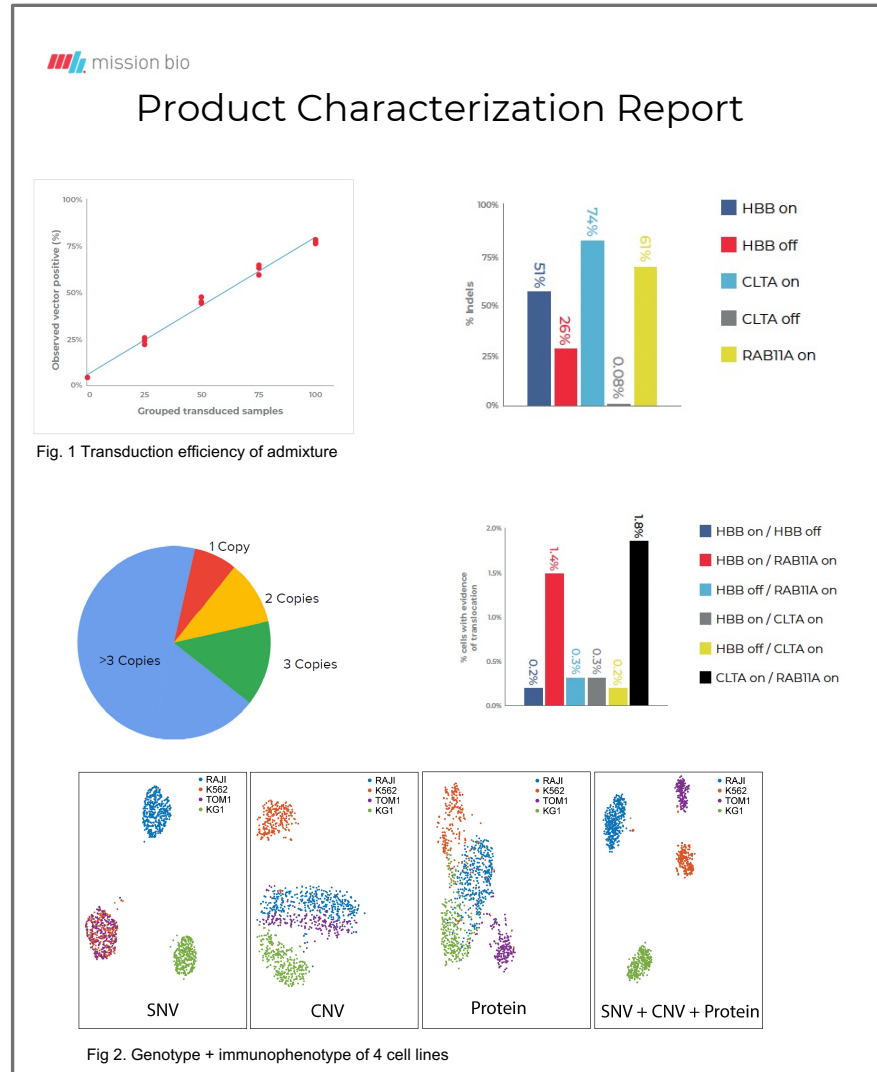 mission bio
Product Characterization Report
100%
75%
50%
25%
0%
Observed vector positive (%)
0 25 50 75 100
Grouped transduced samples
Fig. 1 Transduction efficiency of admixture
100%
75%
50%
25%
0%
% Indels
51%
26%
74%
0.08%
61%
HBB on
HBB off
CLTA on
CLTA off
RAB11A on
1 Copy
2 Copies
3 Copies
>3 Copies
2.0%
1.5%
1.0%
0.5%
0.0%
% cells with evidence
of translocation
0.2%
1.4%
0.3%
0.3%
0.2%
1.8%
HBB on / HBB off
HBB on / RAB11A on
HBB off / RAB11A on
HBB on / CLTA on
HBB off / CLTA on
CLTA on / RAB11A on
RAJI
K562
TOM1
KG1
SNV
RAJI
K562
TOM1
KG1
CNV
RAJI
K562
TOM1
KG1
Protein
RAJI
K562
TOM1
KG1
SNV + CNV + Protein
Fig 2. Genotype + immunophenotype of 4 cell lines